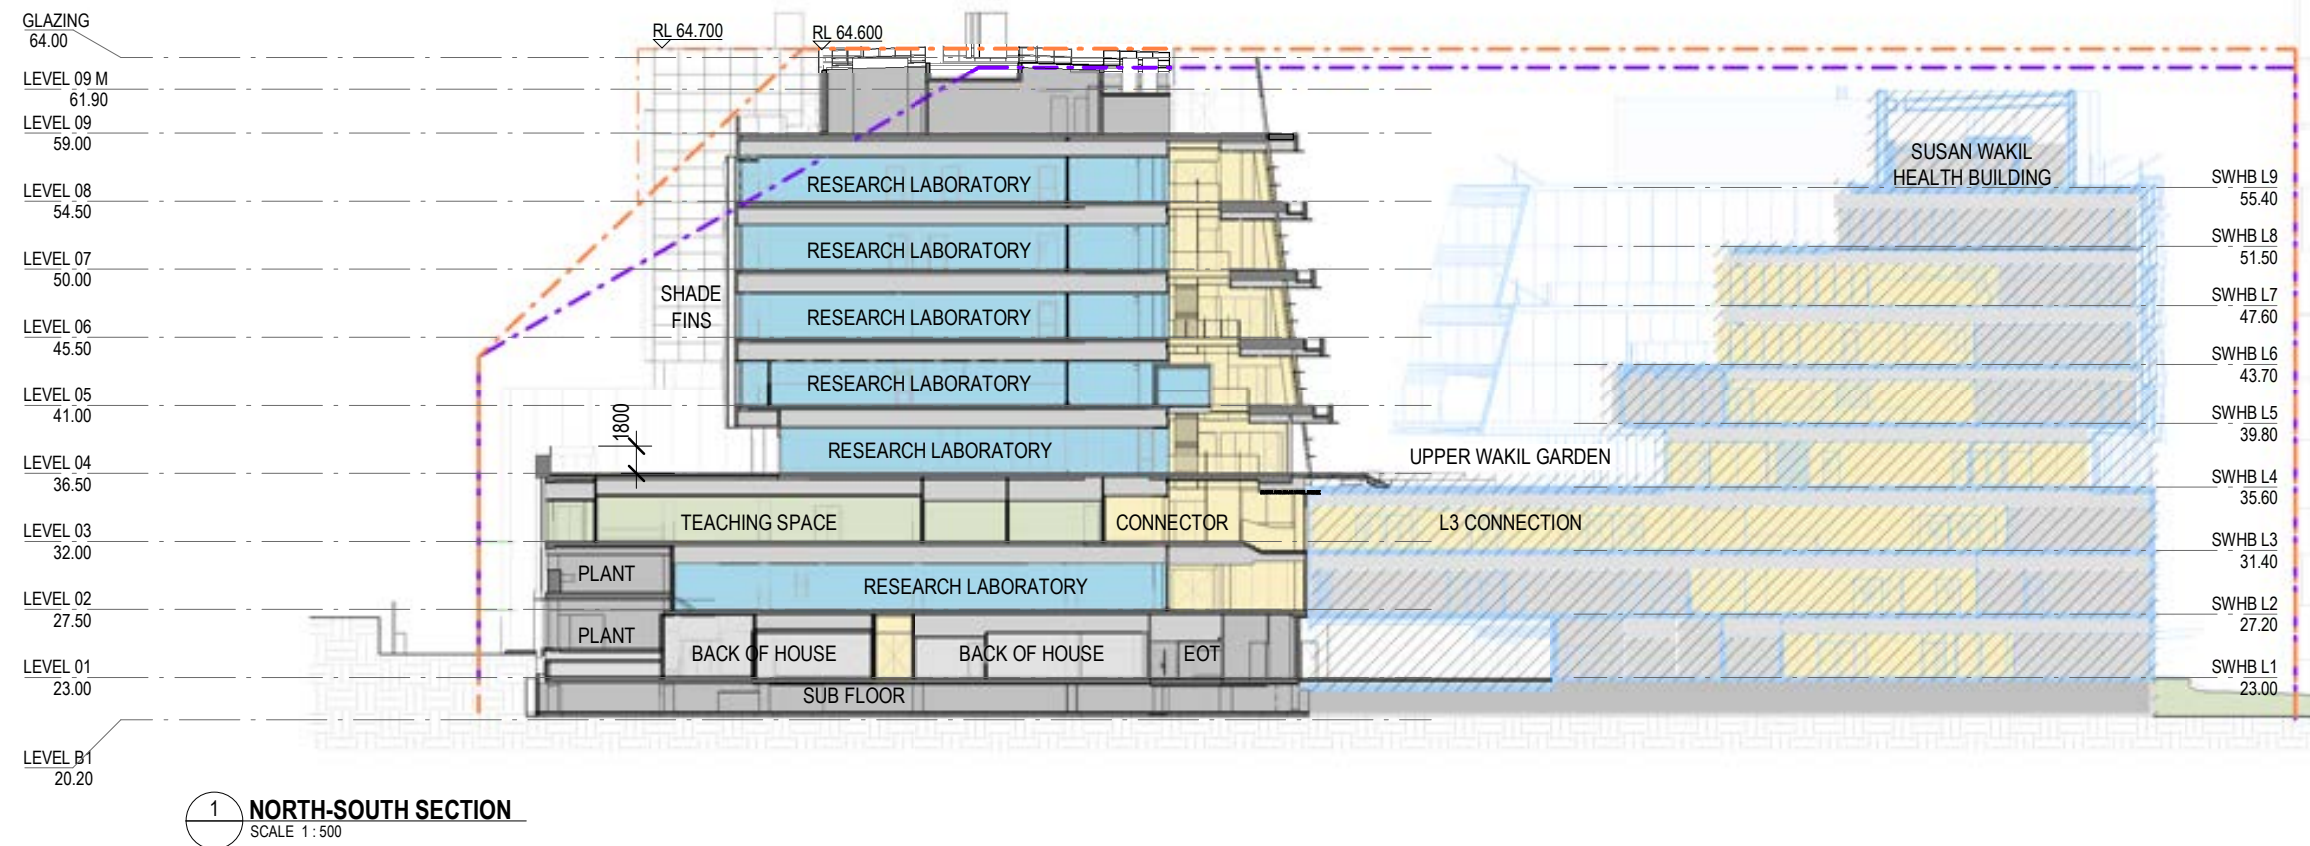 GLAZING
64.00
RL 64.700
RL 64.600
LEVEL 09 M
61.90
LEVEL 09
59.00
LEVEL 08
54.50
LEVEL 07
50.00
LEVEL 06
45.50
LEVEL 05
41.00
LEVEL 04
36.50
LEVEL 03
32.00
LEVEL 02
27.50
LEVEL 01
23.00
LEVEL B1
20.20
SHADE
FINS
1800
RESEARCH LABORATORY
RESEARCH LABORATORY
RESEARCH LABORATORY
RESEARCH LABORATORY
RESEARCH LABORATORY
TEACHING SPACE
CONNECTOR
L3 CONNECTION
PLANT
RESEARCH LABORATORY
PLANT
BACK OF HOUSE
BACK OF HOUSE
EOT
SUB FLOOR
UPPER WAKIL GARDEN
SUSAN WAKIL
HEALTH BUILDING
SWHB L9
55.40
SWHB L8
51.50
SWHB L7
47.60
SWHB L6
43.70
SWHB L5
39.80
SWHB L4
35.60
SWHB L3
31.40
SWHB L2
27.20
SWHB L1
23.00
1
NORTH-SOUTH SECTION
SCALE 1 : 500